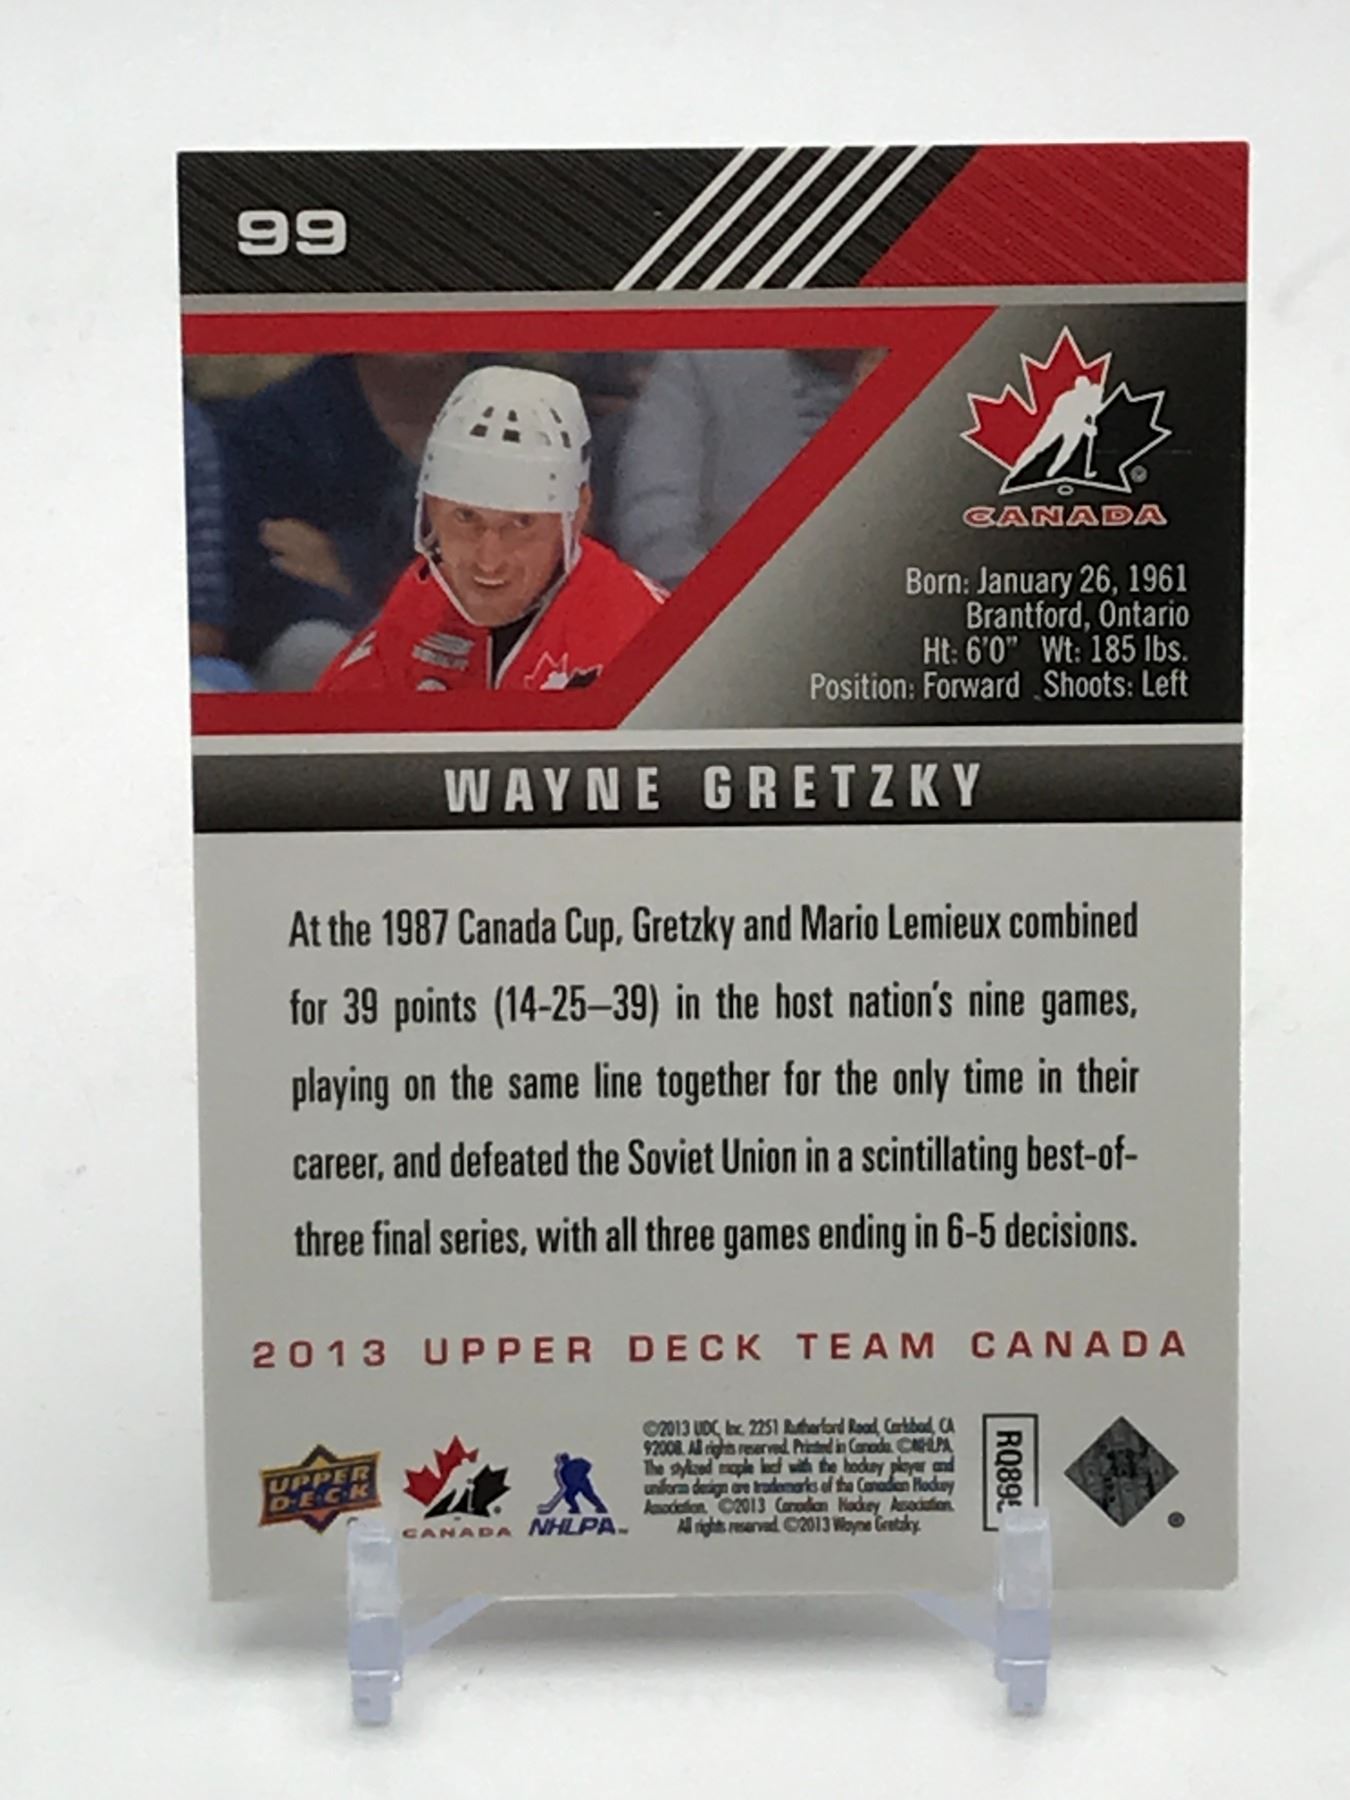 99
CANADA
Born: January 26, 1961
Brantford, Ontario
Ht: 6'0" Wt: 185 lbs.
Position: Forward Shoots: Left
WAYNE GRETZKY
At the 1987 Canada Cup, Gretzky and Mario Lemieux combined
for 39 points (14-25–39) in the host nation's nine games,
playing on the same line together for the only time in their
career, and defeated the Soviet Union in a scintillating best-of-
three final series, with all three games ending in 6-5 decisions.
2013 UPPER DECK TEAM CANADA
UPPER
DECK
CANADA
NHLPA™
©2013 UDC, Inc. 2251 Rutherford Road, Carlsbad, CA
92008. All rights reserved. Printed in Canada. ©NHLPA.
The stylized maple leaf with the hockey player and
uniform design are trademarks of the Canadian Hockey
Association. ©2013 Canadian Hockey Association.
All rights reserved. ©2013 Wayne Gretzky.
RQ89